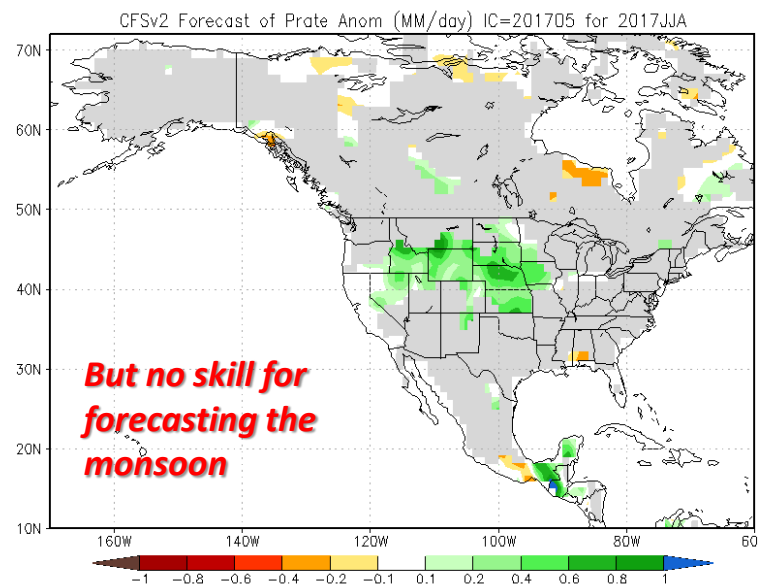 CFSv2 Forecast of Prate Anom (MM/day) IC=201705 for 2017JJA
70N
60N
50N
40N
30N
20N
10N
But no skill for
forecasting the
monsoon
160W 140W 120W 100W 80W 60
−1 −0.8 −0.6 −0.4 −0.2 −0.1 0.1 0.2 0.4 0.6 0.8 1